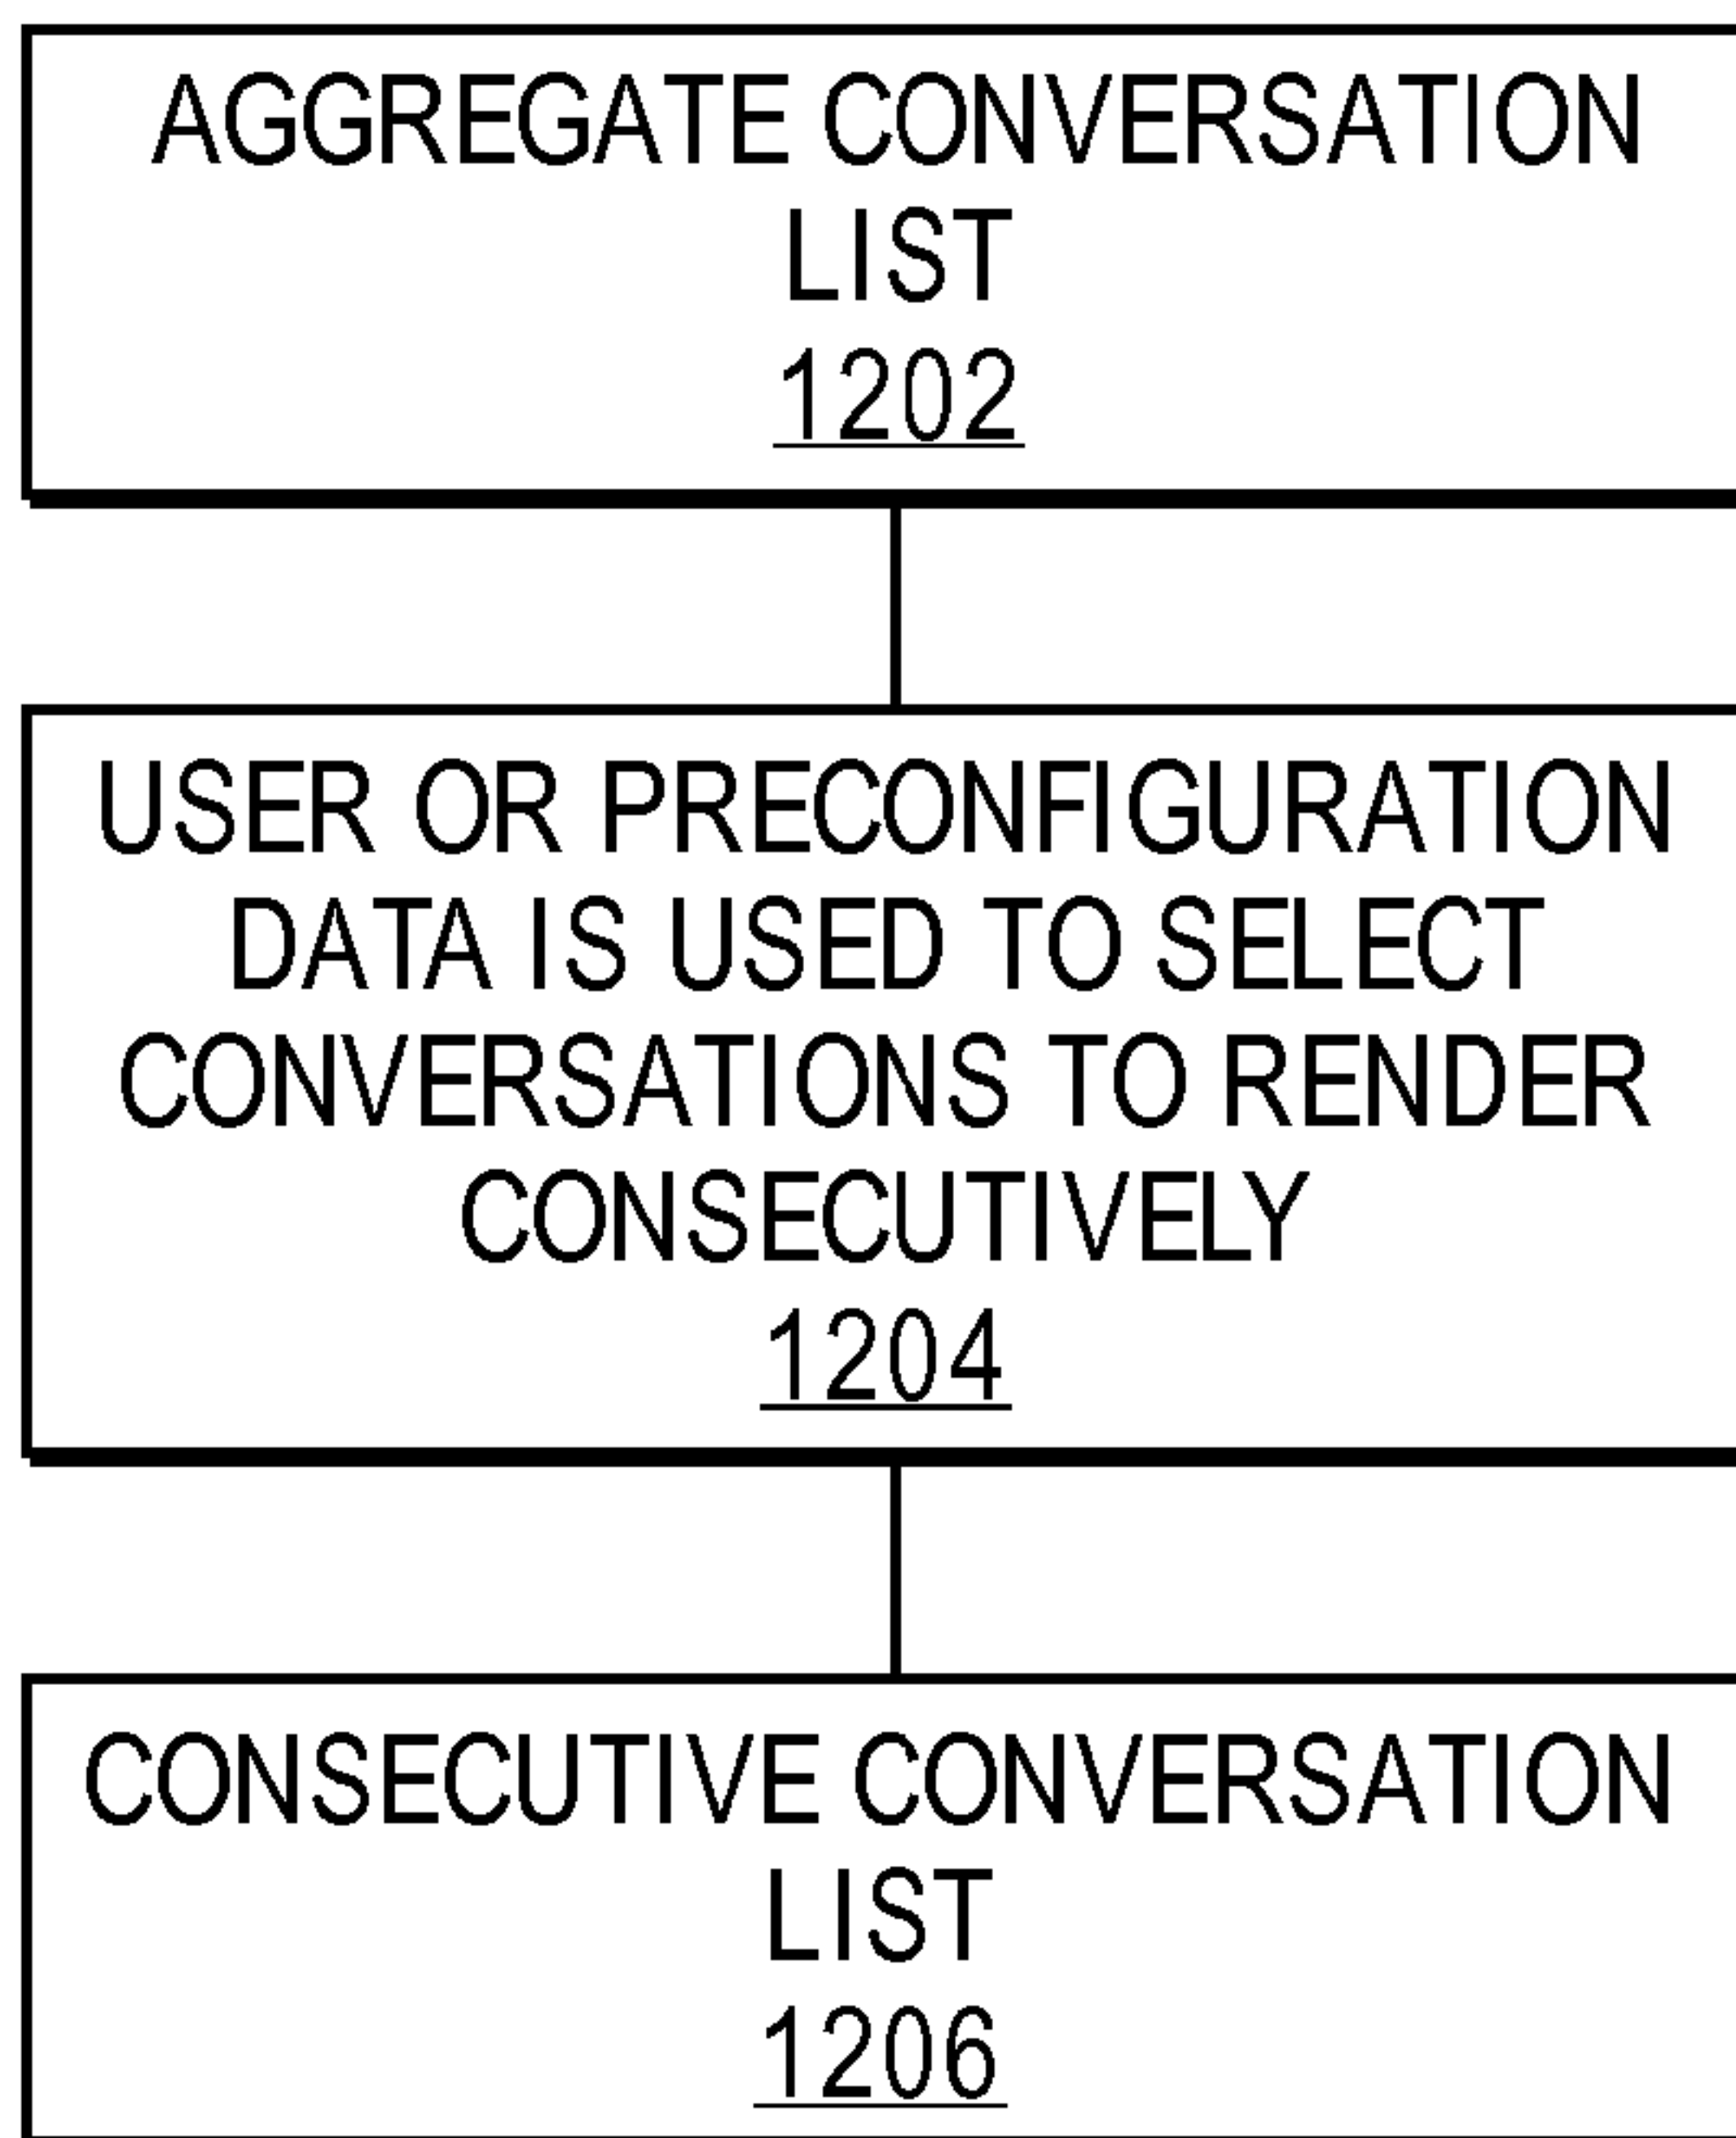 AGGREGATE CONVERSATION
LIST
1202
USER OR PRECONFIGURATION
DATA IS USED TO SELECT
CONVERSATIONS TO RENDER
CONSECUTIVELY
1204
CONSECUTIVE CONVERSATION
LIST
1206